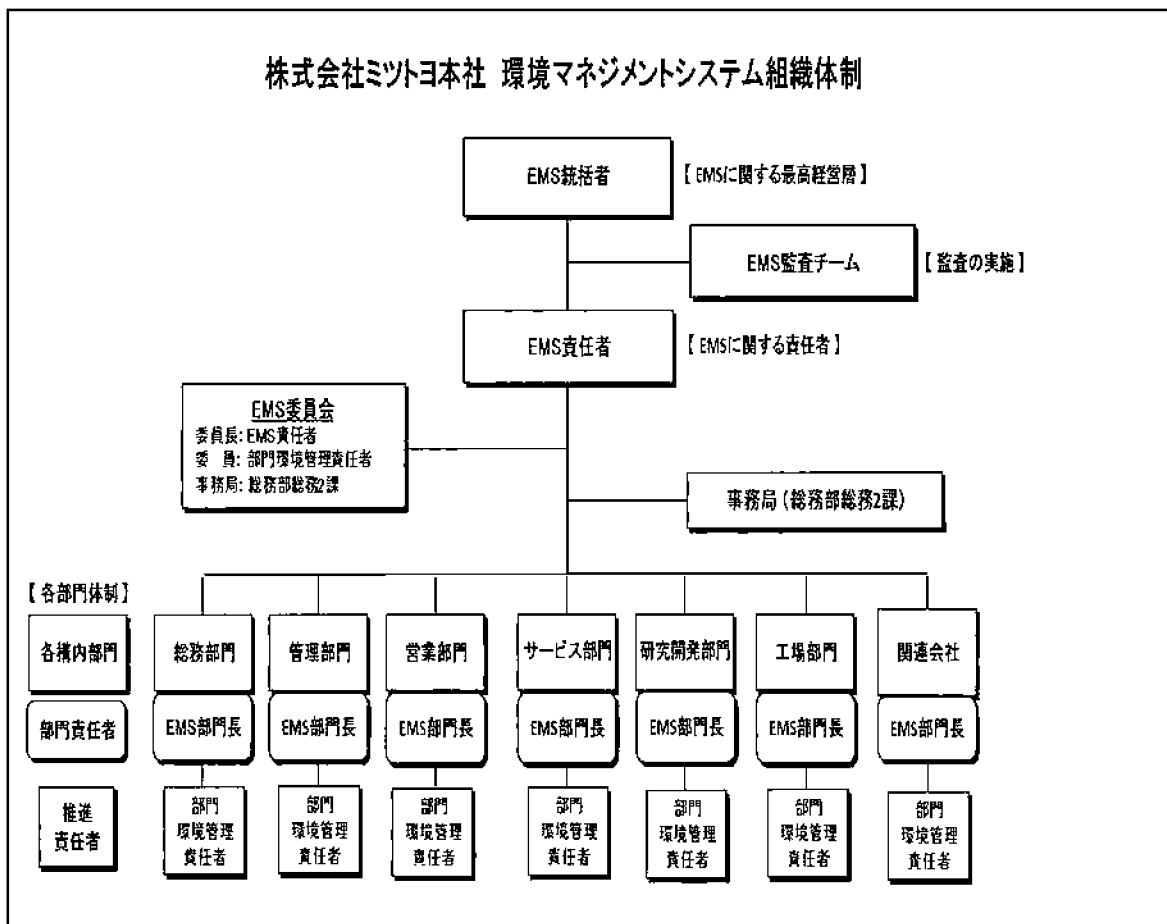 株式会社ミツトヨ本社 環境マネジメントシステム組織体制
EMS統括者
【 EMSに関する最高経営層 】
EMS監査チーム
【 監査の実施 】
EMS責任者
【 EMSに関する責任者 】
EMS委員会
委員長: EMS責任者
委 員: 部門環境管理責任者
事務局: 総務部総務2課
事務局 (総務部総務2課)
【 各部門体制 】
各構内部門
総務部門
管理部門
営業部門
サービス部門
研究開発部門
工場部門
関連会社
部門責任者
EMS部門長
EMS部門長
EMS部門長
EMS部門長
EMS部門長
EMS部門長
EMS部門長
推進
責任者
部門
環境管理
責任者
部門
環境管理
責任者
部門
環境管理
責任者
部門
環境管理
責任者
部門
環境管理
責任者
部門
環境管理
責任者
部門
環境管理
責任者